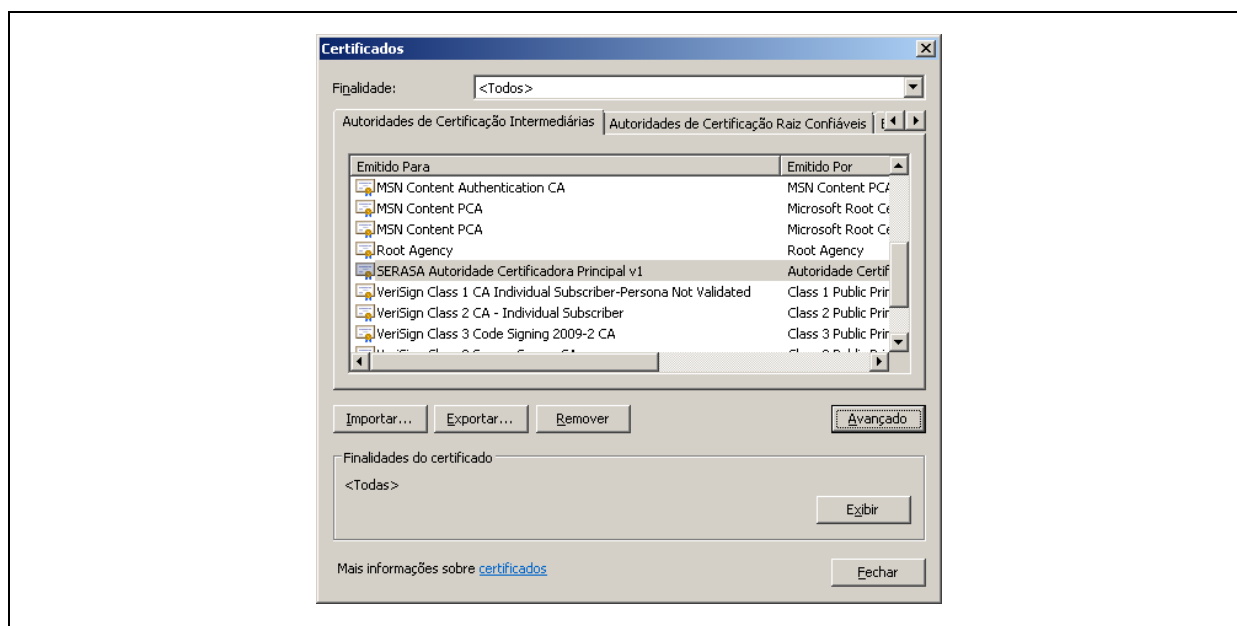 Certificados
Finalidade: <Todos>
Autoridades de Certificação Intermediárias Autoridades de Certificação Raiz Confiáveis
Emitido Para Emitido Por
MSN Content Authentication CA MSN Content PCA
MSN Content PCA Microsoft Root Ce
MSN Content PCA Microsoft Root Ce
Root Agency Root Agency
SERASA Autoridade Certificadora Principal v1 Autoridade Certif
VeriSign Class 1 CA Individual Subscriber-Persona Not Validated Class 1 Public Prir
VeriSign Class 2 CA - Individual Subscriber Class 2 Public Prir
VeriSign Class 3 Code Signing 2009-2 CA Class 3 Public Prir
Importar... Exportar... Remover Avançado
Finalidades do certificado
<Todas>
Exibir
Mais informações sobre certificados
Fechar